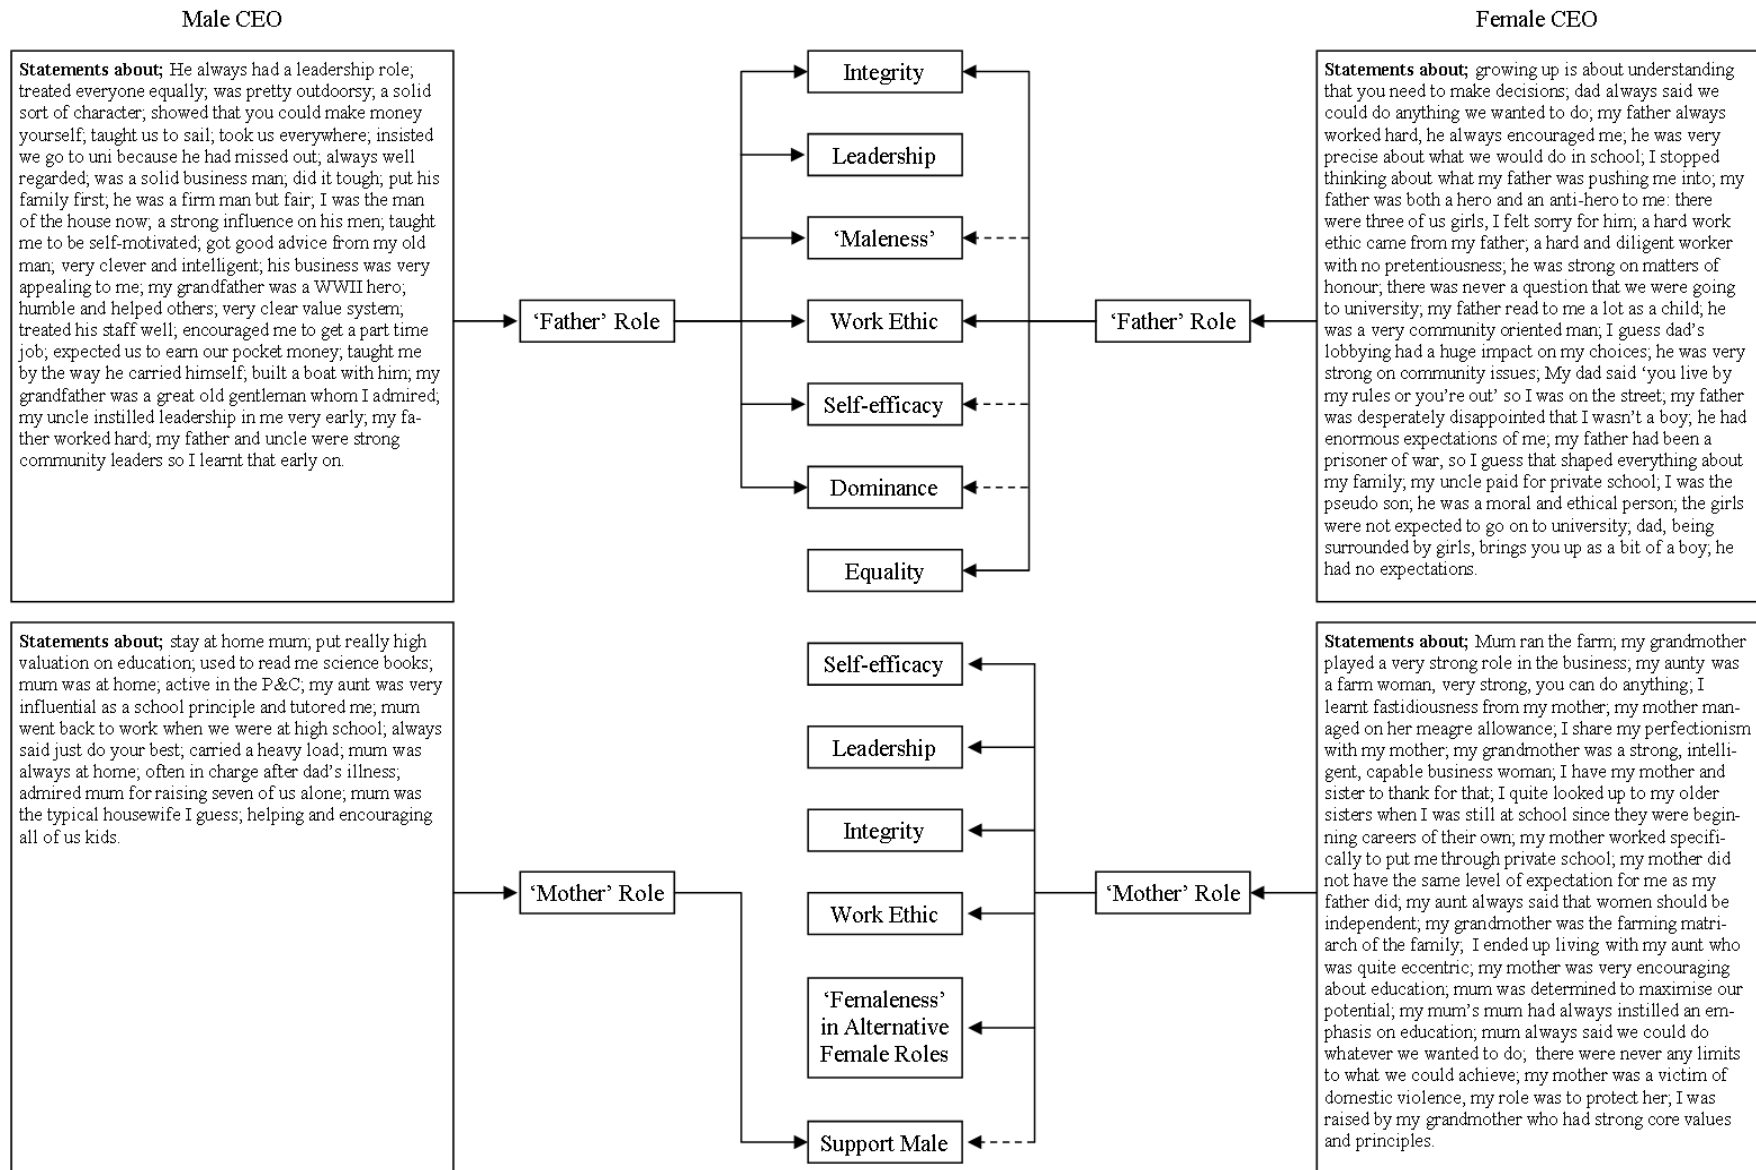 Male CEO
Female CEO
Statements about; He always had a leadership role;
treated everyone equally; was pretty outdoorsy; a solid
sort of character; showed that you could make money
yourself; taught us to sail; took us everywhere; insisted
we go to uni because he had missed out; always well
regarded; was a solid business man; did it tough; put his
family first; he was a firm man but fair; I was the man
of the house now; a strong influence on his men; taught
me to be self-motivated; got good advice from my old
man; very clever and intelligent; his business was very
appealing to me; my grandfather was a WWII hero;
humble and helped others; very clear value system;
treated his staff well; encouraged me to get a part time
job; expected us to earn our pocket money; taught me
by the way he carried himself; built a boat with him; my
grandfather was a great old gentleman whom I admired;
my uncle instilled leadership in me very early; my fa-
ther worked hard; my father and uncle were strong
community leaders so I learnt that early on.
'Father' Role
Integrity
Leadership
'Maleness'
Work Ethic
Self-efficacy
Dominance
Equality
'Father' Role
Statements about; growing up is about understanding
that you need to make decisions; dad always said we
could do anything we wanted to do; my father always
worked hard, he always encouraged me; he was very
precise about what we would do in school; I stopped
thinking about what my father was pushing me into; my
father was both a hero and an anti-hero to me: there
were three of us girls, I felt sorry for him; a hard work
ethic came from my father; a hard and diligent worker
with no pretentiousness; he was strong on matters of
honour; there was never a question that we were going
to university; my father read to me a lot as a child; he
was a very community oriented man; I guess dad's
lobbying had a huge impact on my choices; he was very
strong on community issues; My dad said 'you live by
my rules or you're out' so I was on the street; my father
was desperately disappointed that I wasn't a boy; he had
enormous expectations of me; my father had been a
prisoner of war, so I guess that shaped everything about
my family; my uncle paid for private school; I was the
pseudo son; he was a moral and ethical person; the girls
were not expected to go on to university; dad, being
surrounded by girls, brings you up as a bit of a boy; he
had no expectations.
Statements about; stay at home mum; put really high
valuation on education; used to read me science books;
mum was at home; active in the P&C; my aunt was very
influential as a school principle and tutored me; mum
went back to work when we were at high school; always
said just do your best; carried a heavy load; mum was
always at home; often in charge after dad's illness;
admired mum for raising seven of us alone; mum was
the typical housewife I guess; helping and encouraging
all of us kids.
'Mother' Role
Self-efficacy
Leadership
Integrity
Work Ethic
'Femaleness'
in Alternative
Female Roles
Support Male
'Mother' Role
Statements about; Mum ran the farm; my grandmother
played a very strong role in the business; my aunty was
a farm woman, very strong, you can do anything; I
learnt fastidiousness from my mother; my mother man-
aged on her meagre allowance; I share my perfectionism
with my mother; my grandmother was a strong, intelli-
gent, capable business woman; I have my mother and
sister to thank for that; I quite looked up to my older
sisters when I was still at school since they were begin-
ning careers of their own; my mother worked specifi-
cally to put me through private school; my mother did
not have the same level of expectation for me as my
father did; my aunt always said that women should be
independent; my grandmother was the farming matri-
arch of the family; I ended up living with my aunt who
was quite eccentric; my mother was very encouraging
about education; mum was determined to maximise our
potential; my mum's mum had always instilled an em-
phasis on education; mum always said we could do
whatever we wanted to do; there were never any limits
to what we could achieve; my mother was a victim of
domestic violence, my role was to protect her; I was
raised by my grandmother who had strong core values
and principles.